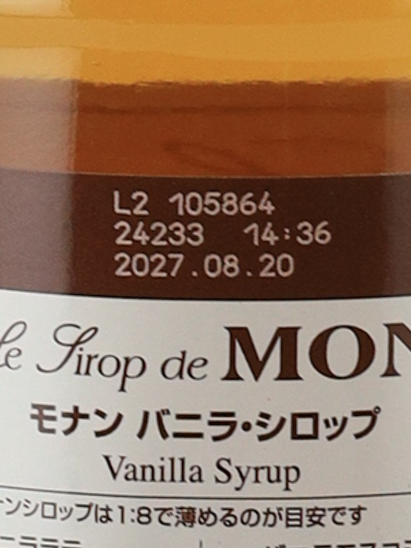 L2 105864
24233 14:36
2027.08.20
Le Sirop de MON
モナン バニラ・シロップ
Vanilla Syrup
ンシロップは1:8で薄めるのが目安です